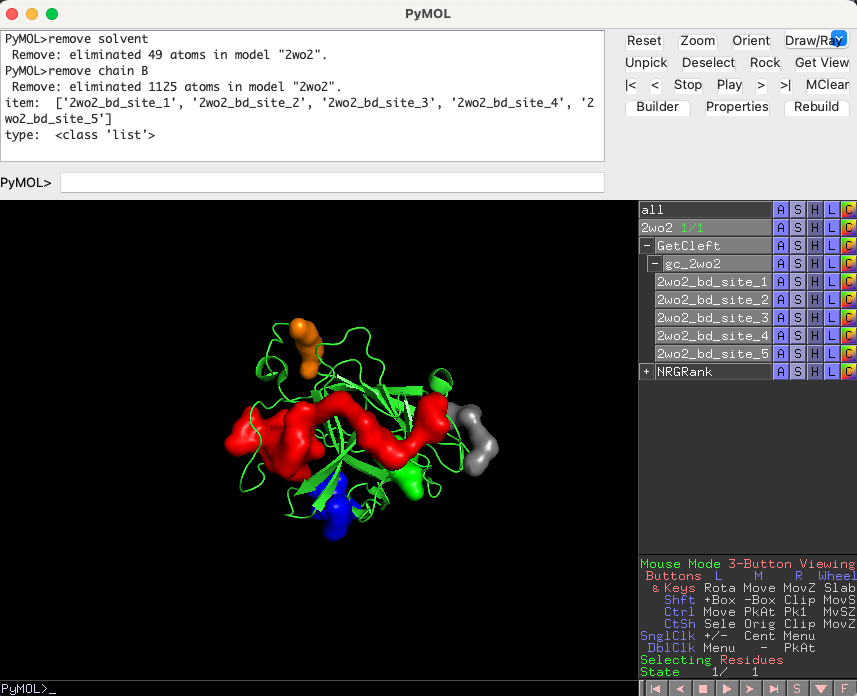 PyMOL
PyMOL>remove solvent
Remove: eliminated 49 atoms in model "2wo2".
PyMOL>remove chain B
Remove: eliminated 1125 atoms in model "2wo2".
item:  ['2wo2_bd_site_1', '2wo2_bd_site_2', '2wo2_bd_site_3', '2wo2_bd_site_4', '2
wo2_bd_site_5']
type:  <class 'list'>
Reset Zoom Orient Draw/Ray
Unpick Deselect Rock Get View
|< < Stop Play > >| MClear
Builder Properties Rebuild
PyMOL>
all A S H L C
2wo2 1/1 A S H L C
- GetCleft A S H L C
- gc_2wo2 A S H L C
2wo2_bd_site_1 A S H L C
2wo2_bd_site_2 A S H L C
2wo2_bd_site_3 A S H L C
2wo2_bd_site_4 A S H L C
2wo2_bd_site_5 A S H L C
+ NRGRank A S H L C
Mouse Mode 3-Button Viewing
Buttons L M R Wheel
& Keys Rota Move MovZ Slab
Shft +Box -Box Clip MovS
Ctrl Move PkAt Pk1 MvSZ
CtSh Sele Orig Clip MovZ
SnglClk +/- Cent Menu
DblClk Menu - PkAt
Selecting Residues
State 1/ 1
PyMOL>_
S F